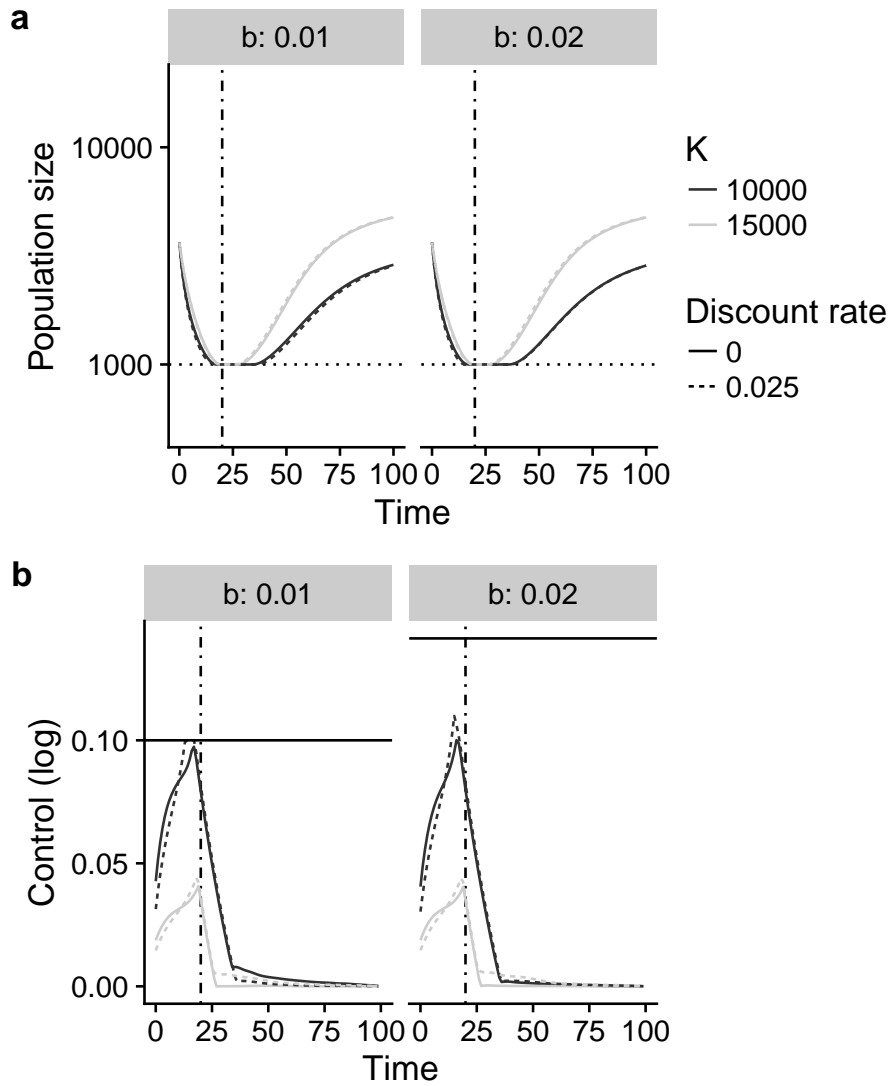 a
b: 0.01 b: 0.02
10000
1000
Population size
0 25 50 75 100 0 25 50 75 100
Time
K
10000
15000
Discount rate
0
0.025
b
b: 0.01 b: 0.02
0.10
0.05
0.00
Control (log)
0 25 50 75 100 0 25 50 75 100
Time